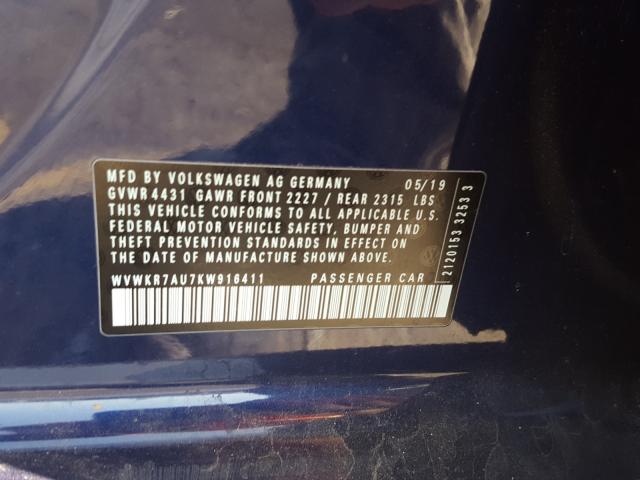 MFD BY VOLKSWAGEN AG GERMANY 05/19
GVWR 4431 GAWR FRONT 2227 / REAR 2315 LBS
THIS VEHICLE CONFORMS TO ALL APPLICABLE U.S.
FEDERAL MOTOR VEHICLE SAFETY, BUMPER AND
THEFT PREVENTION STANDARDS IN EFFECT ON
THE DATE OF MANUFACTURE SHOWN ABOVE.
WVWKR7AU7KW916411 PASSENGER CAR
2120153 3253 3